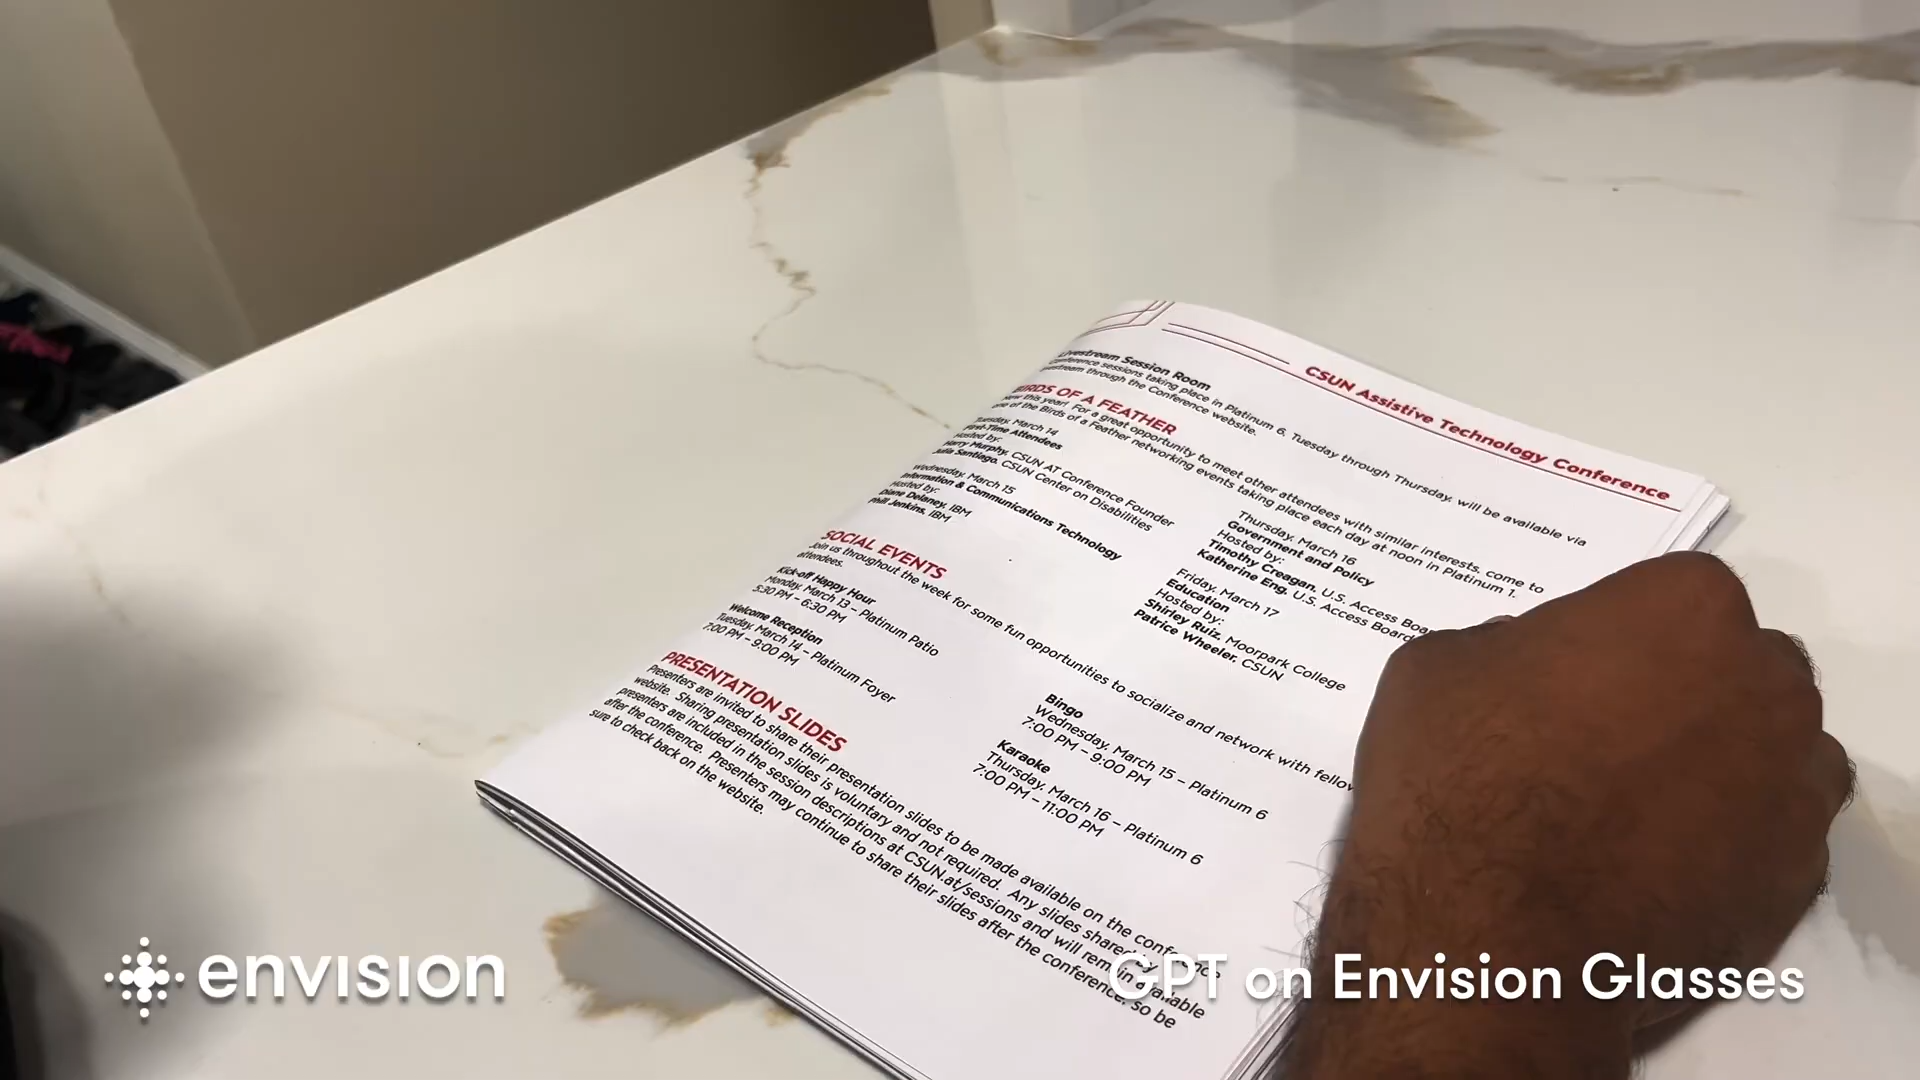 CSUN Assistive Technology Conference
Livestream Session Room
Conference sessions taking place in Platinum 6, Tuesday through Thursday, will be available via
livestream through the Conference website.
BIRDS OF A FEATHER
New this year! For a great opportunity to meet other attendees with similar interests, come to
one of the Birds of a Feather networking events taking place each day at noon in Platinum 1.
Tuesday, March 14
First-Time Attendees
Hosted by:
Harry Murphy, CSUN AT Conference Founder
Julia Santiago, CSUN Center on Disabilities
Wednesday, March 15
Information & Communications Technology
Hosted by:
Diane Delaney, IBM
Phill Jenkins, IBM
Thursday, March 16
Government and Policy
Hosted by:
Timothy Creagan, U.S. Access Boa
Katherine Eng, U.S. Access Board
Friday, March 17
Education
Hosted by:
Shirley Ruiz, Moorpark College
Patrice Wheeler, CSUN
SOCIAL EVENTS
Join us throughout the week for some fun opportunities to socialize and network with fellow
attendees.
Kick-off Happy Hour
Monday, March 13 – Platinum Patio
5:30 PM – 6:30 PM
Welcome Reception
Tuesday, March 14 – Platinum Foyer
7:00 PM – 9:00 PM
Bingo
Wednesday, March 15 – Platinum 6
7:00 PM – 9:00 PM
Karaoke
Thursday, March 16 – Platinum 6
7:00 PM – 11:00 PM
PRESENTATION SLIDES
Presenters are invited to share their presentation slides to be made available on the conference
website. Sharing presentation slides is voluntary and not required. Any slides shared by
presenters are included in the session descriptions at CSUN.at/sessions and will remain available
after the conference. Presenters may continue to share their slides after the conference, so be
sure to check back on the website.
envision
GPT on Envision Glasses